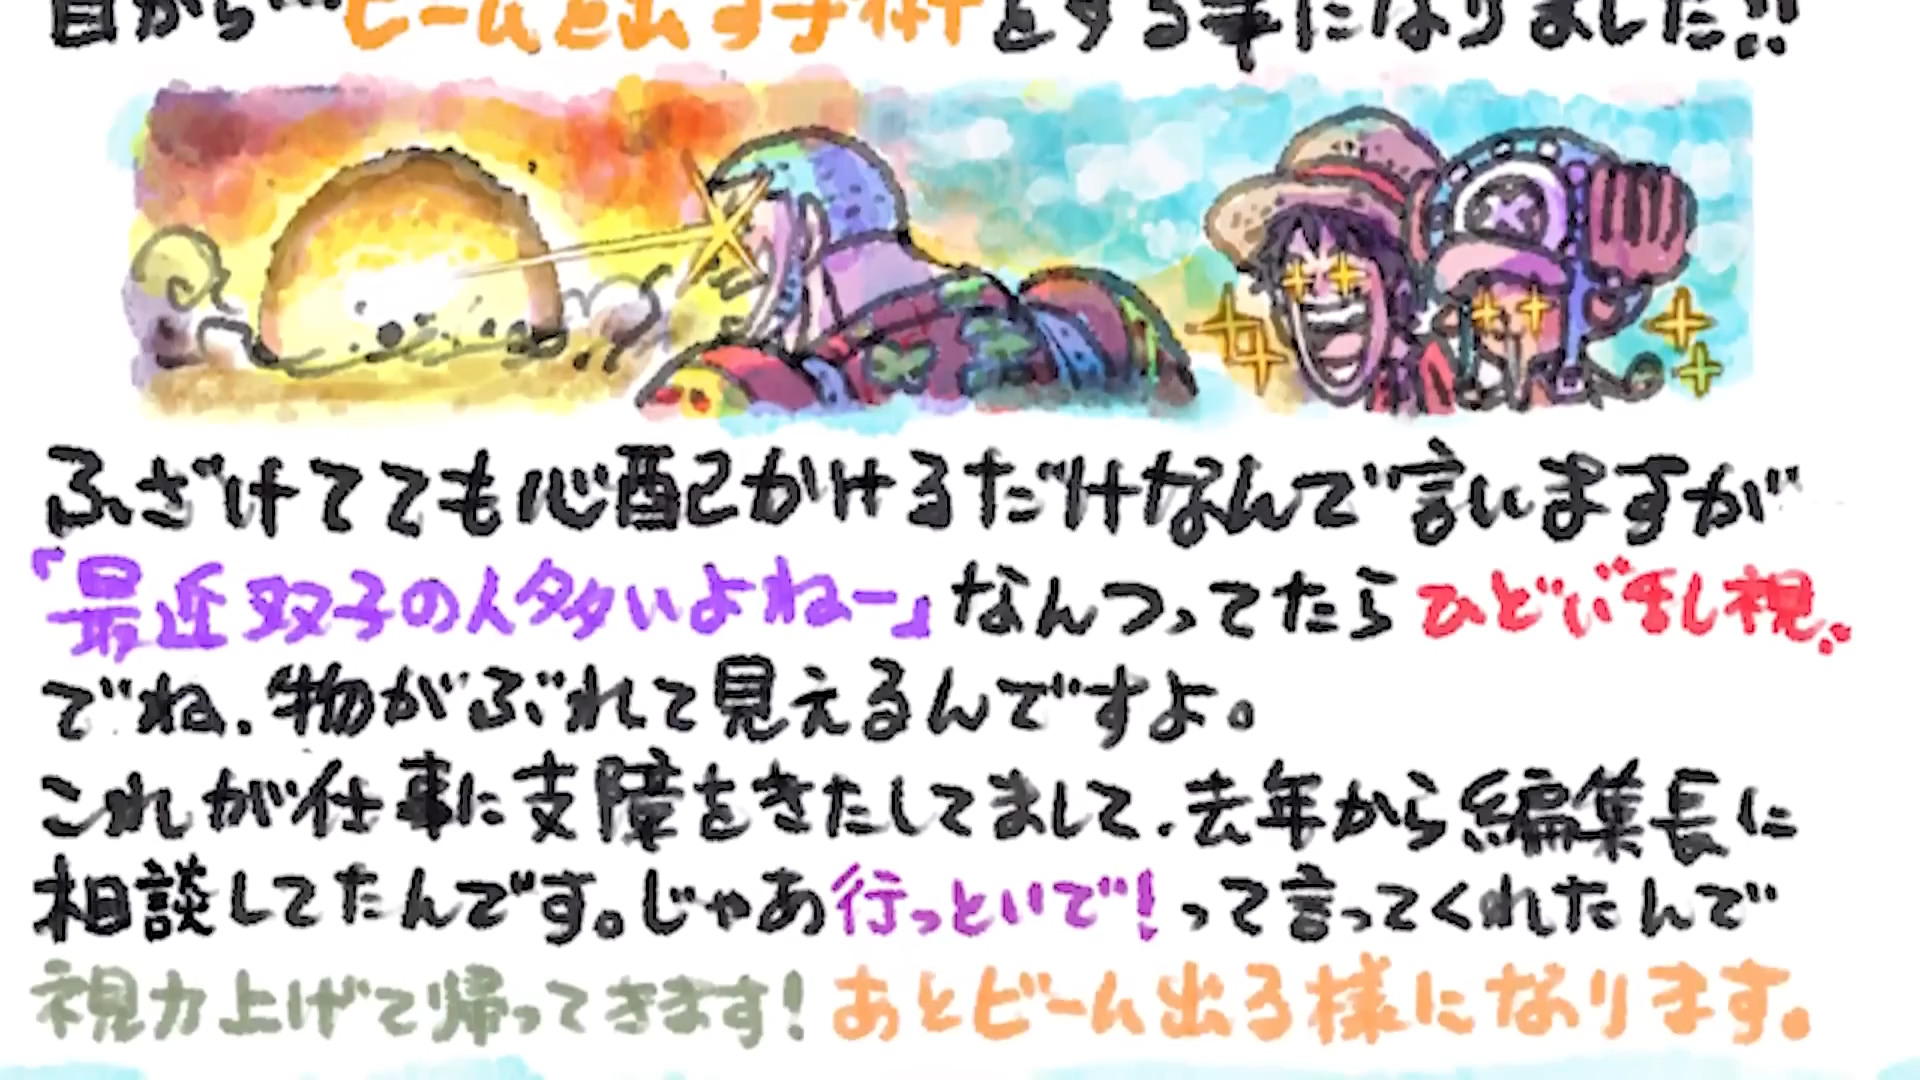 目から…ビームを出す手術とする事になりました!!
ふざけてても心配かけるだけなんで言いますが
「最近双子の人多いよねー」なんつってたらひどい乱視
でね、物がぶれて見えるんですよ。
これが仕事に支障をきたしてまして、去年から編集長に
相談してたんです。じゃあ行っといで!って言ってくれたんで
視力上げて帰ってきます!あとビーム出る様になります。